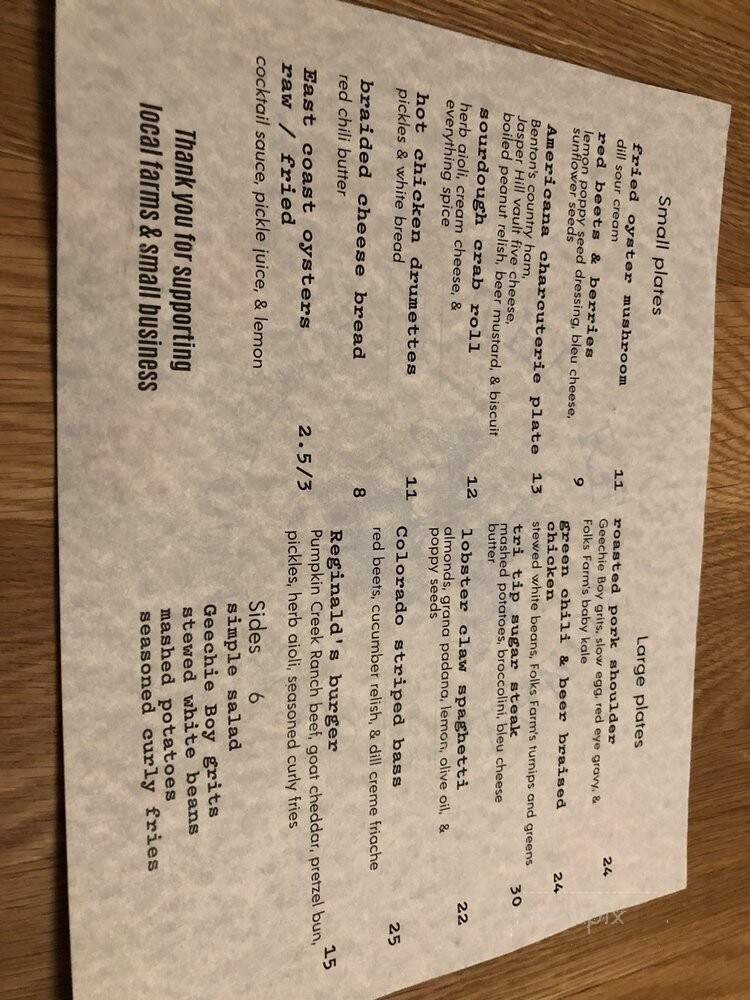 Small plates
fried oyster mushroom 11
dill sour cream
red beets & berries 9
lemon poppy seed dressing, bleu cheese,
sunflower seeds
Americana charcuterie plate 13
Benton's country ham,
Jasper Hill vault five cheese,
boiled peanut relish, beer mustard, & biscuit
sourdough crab roll 12
herb aioli, cream cheese, &
everything spice
hot chicken drumettes 11
pickles & white bread
braided cheese bread 8
red chili butter
East coast oysters
raw / fried 2.5/3
cocktail sauce, pickle juice, & lemon
Thank you for supporting
local farms & small business
Large plates
roasted pork shoulder 24
Geechie Boy grits, slow egg, red eye gravy, &
Folks Farm's baby kale
green chili & beer braised
chicken 24
stewed white beans, Folks Farm's turnips and greens
tri tip sugar steak 30
mashed potatoes, broccolini, bleu cheese
butter
lobster claw spaghetti 22
almonds, grana padana, lemon, olive oil, &
poppy seeds
Colorado striped bass 25
red beets, cucumber relish, & dill creme friache
Reginald's burger 15
Pumpkin Creek Ranch beef, goat cheddar, pretzel bun,
pickles, herb aioli, seasoned curly fries
Sides 6
simple salad
Geechie Boy grits
stewed white beans
mashed potatoes
seasoned curly fries